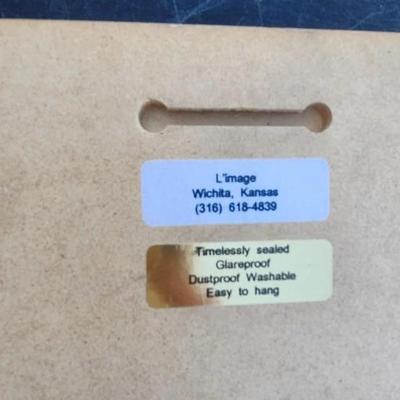 L'image
Wichita, Kansas
(316) 618-4839
Timelessly sealed
Glareproof
Dustproof Washable
Easy to hang